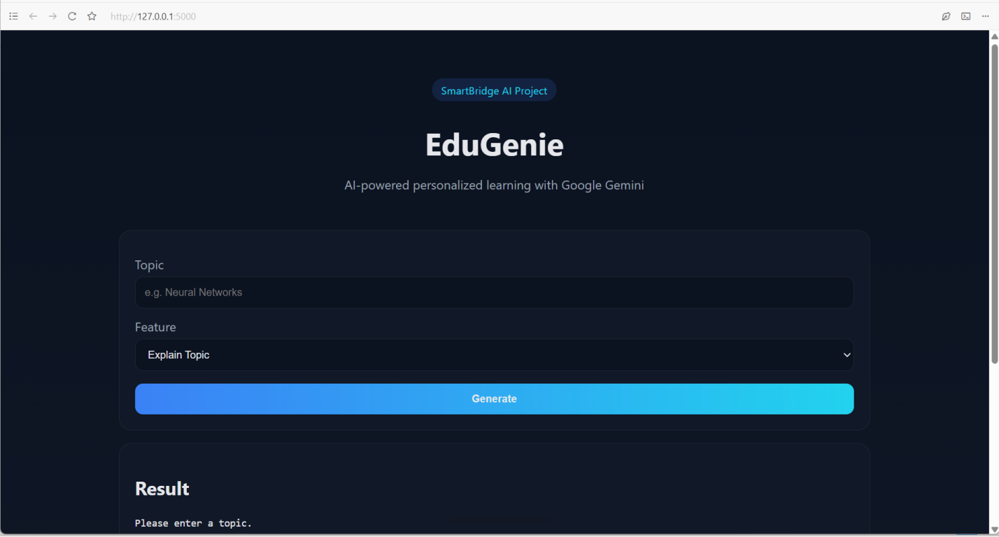 http://127.0.0.1:5000
SmartBridge AI Project
EduGenie
AI-powered personalized learning with Google Gemini
Topic
e.g. Neural Networks
Feature
Explain Topic
Generate
Result
Please enter a topic.